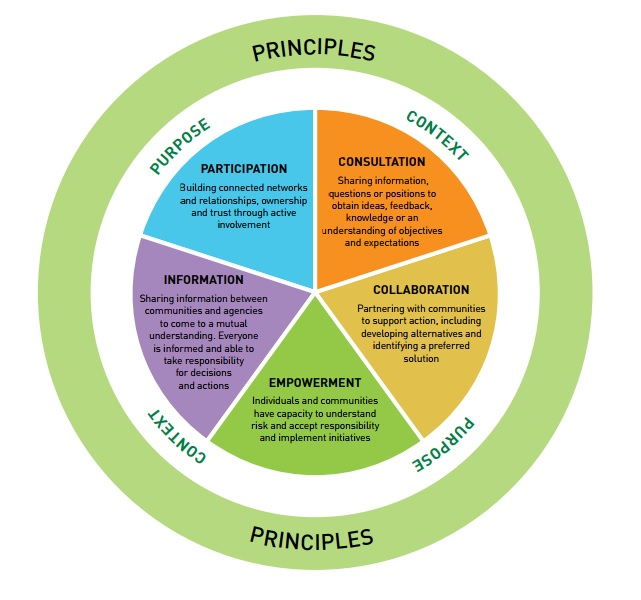 PRINCIPLES
PURPOSE
CONTEXT
PARTICIPATION
Building connected networks
and relationships, ownership
and trust through active
involvement
CONSULTATION
Sharing information,
questions or positions to
obtain ideas, feedback,
knowledge or an
understanding of objectives
and expectations
INFORMATION
Sharing information between
communities and agencies
to come to a mutual
understanding. Everyone
is informed and able to
take responsibility
for decisions
and actions
COLLABORATION
Partnering with communities
to support action, including
developing alternatives and
identifying a preferred
solution
EMPOWERMENT
Individuals and communities
have capacity to understand
risk and accept responsibility
and implement initiatives
CONTEXT
PURPOSE
PRINCIPLES